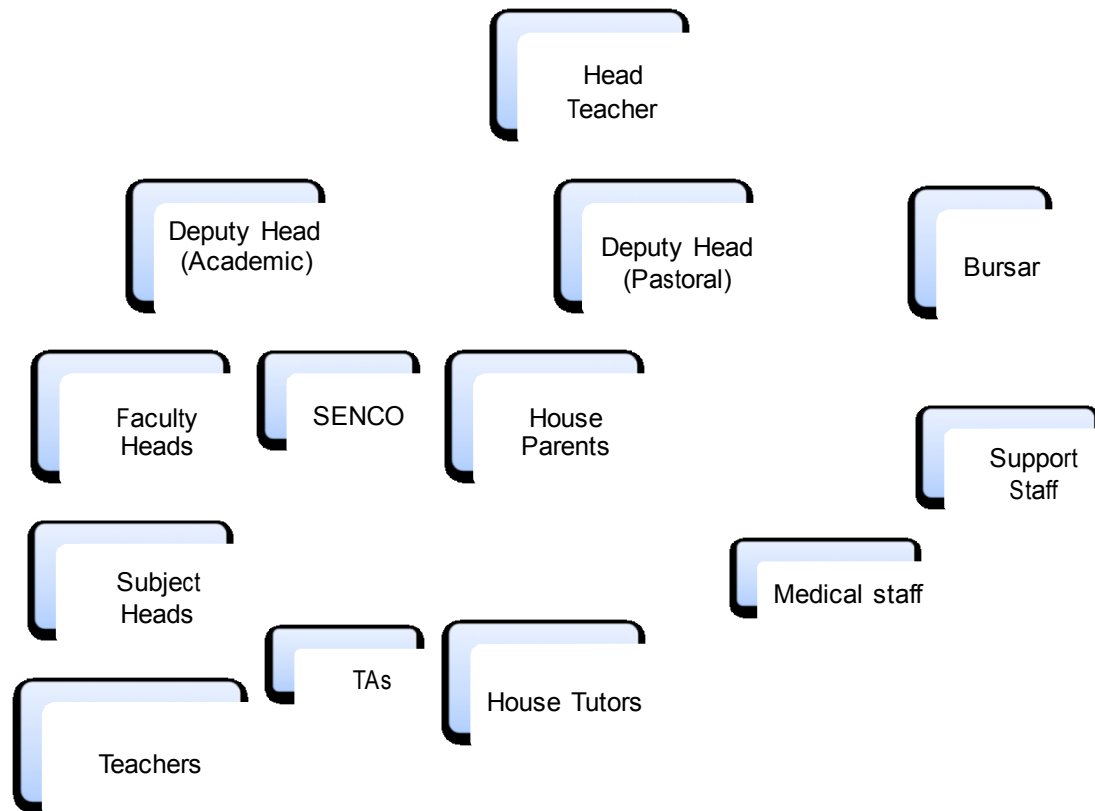 Head
Teacher
Deputy Head
(Academic)
Deputy Head
(Pastoral)
Bursar
Faculty
Heads
SENCO
House
Parents
Support
Staff
Subject
Heads
Medical staff
TAs
House Tutors
Teachers